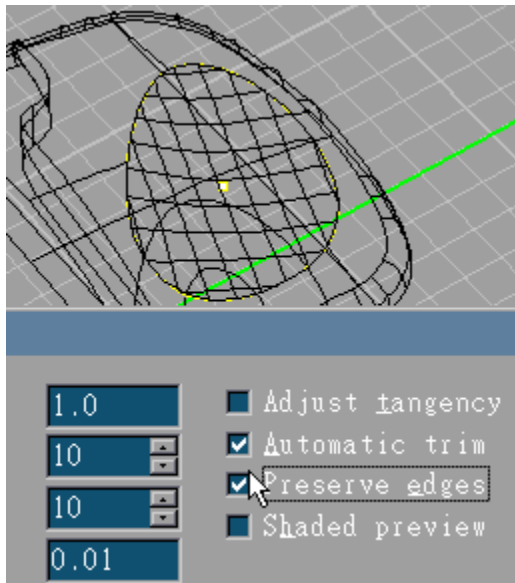 1.0
Adjust tangency
10
Automatic trim
10
Preserve edges
Shaded preview
0.01